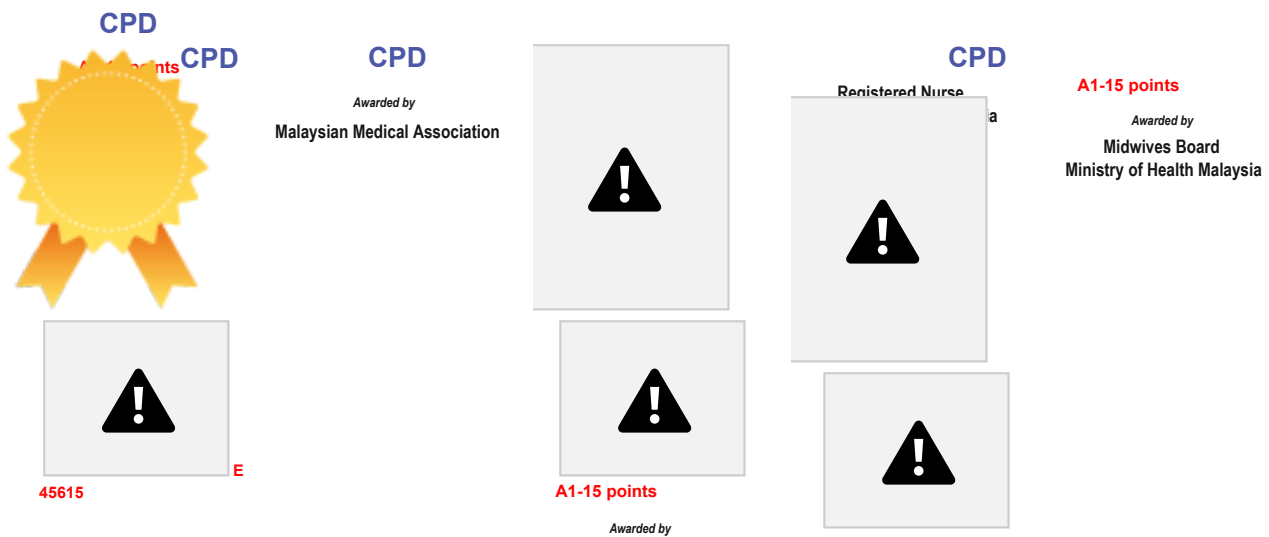 CPD
CPD
CPD
Awarded by
Malaysian Medical Association
CPD
Registered Nurse
A1-15 points
Awarded by
Midwives Board
Ministry of Health Malaysia
E
45615
A1-15 points
Awarded by